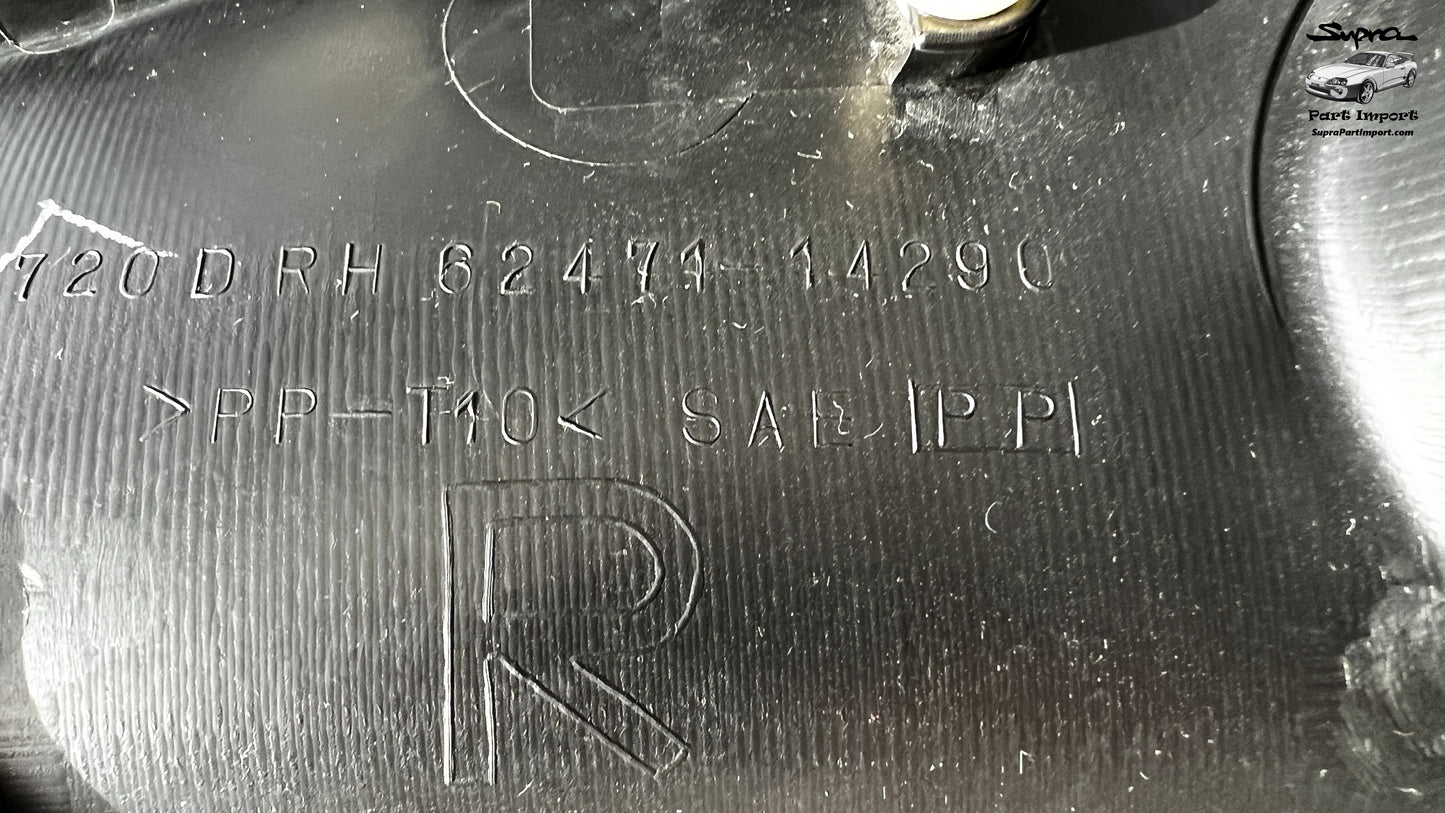 Supra
Part Import
SupraPartImport.com
720D RH 62471-14290
>PP-T10< SAE |PP|
R